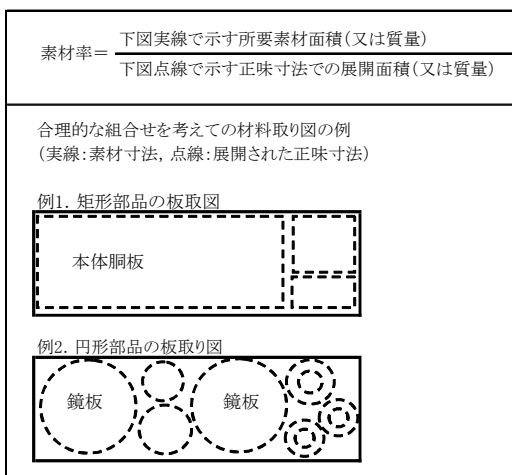 素材率＝
下図実線で示す所要素材面積(又は質量)
下図点線で示す正味寸法での展開面積(又は質量)
合理的な組合せを考えての材料取り図の例
(実線:素材寸法, 点線:展開された正味寸法)
例1. 矩形部品の板取図
本体胴板
例2. 円形部品の板取り図
鏡板
鏡板